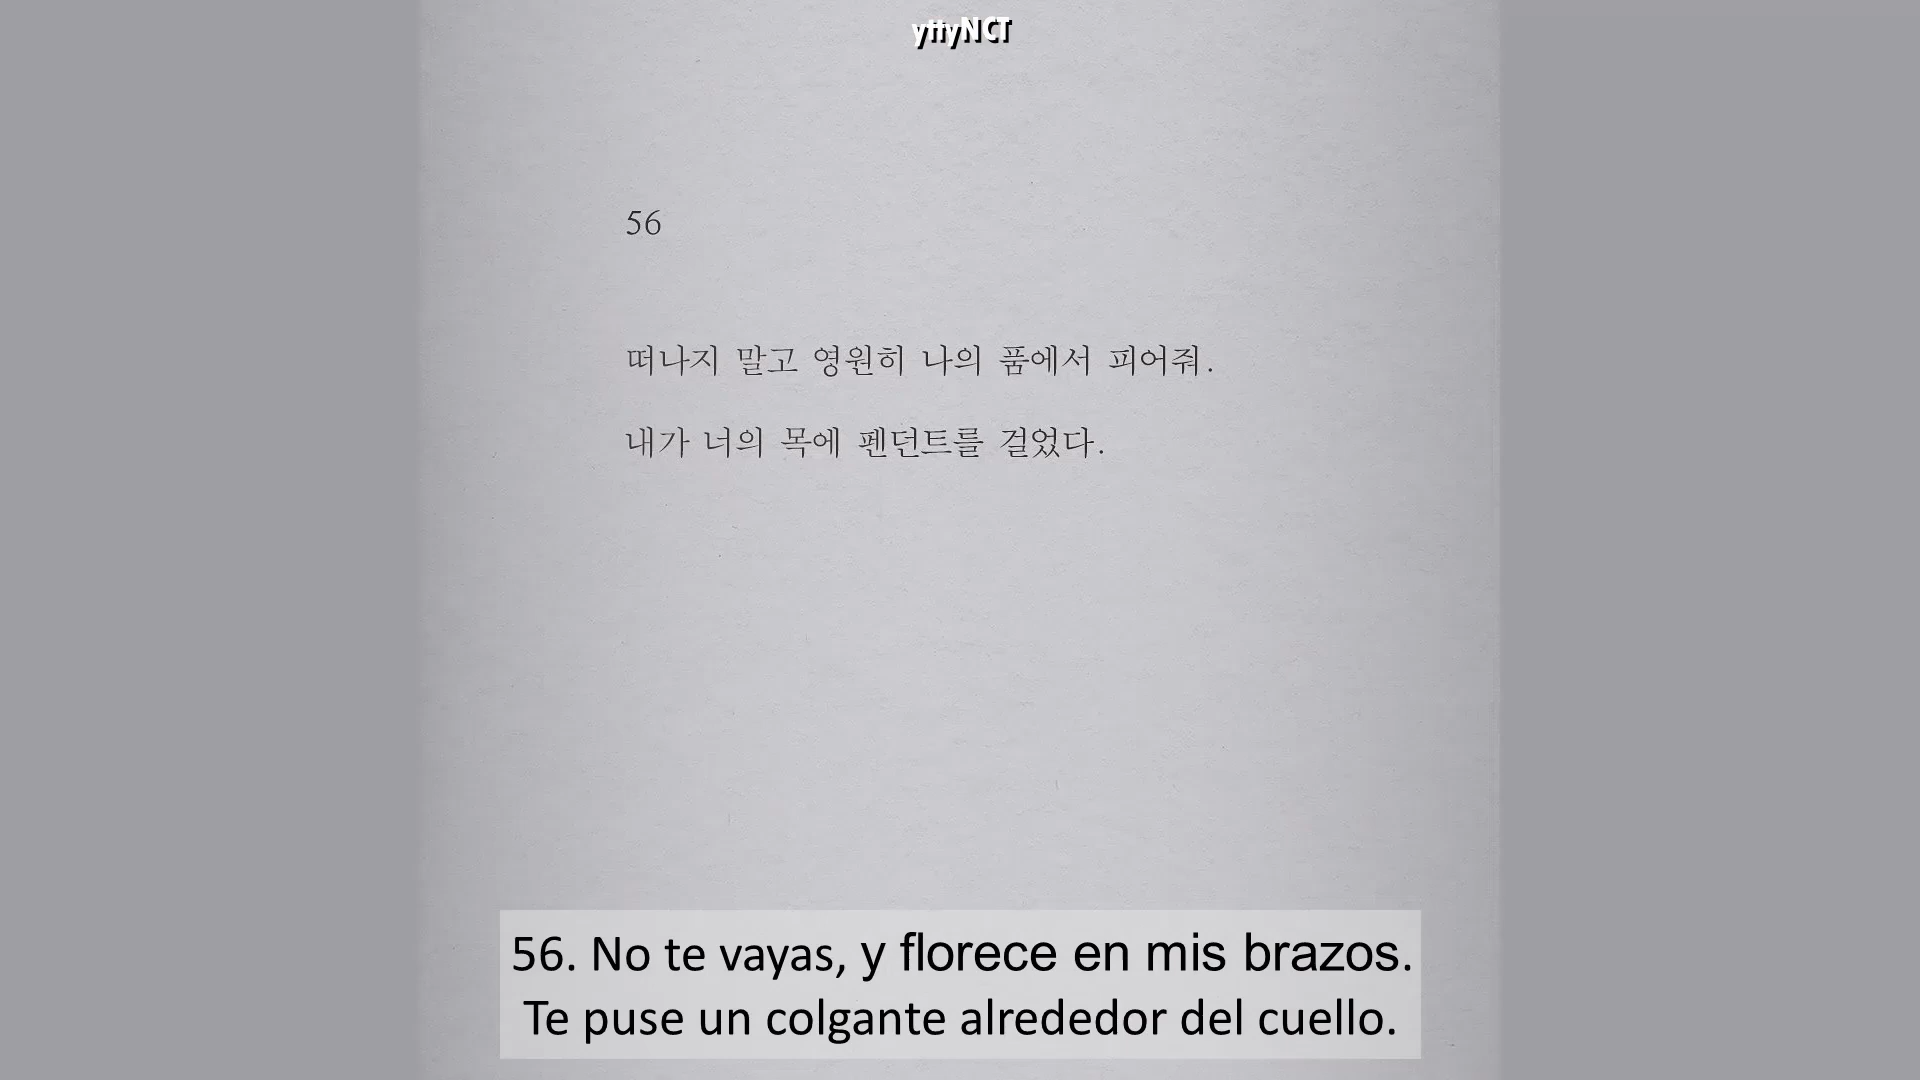 yttyNCT
56
떠나지 말고 영원히 나의 품에서 피어줘.
내가 너의 목에 펜던트를 걸었다.
56. No te vayas, y florece en mis brazos.
Te puse un colgante alrededor del cuello.